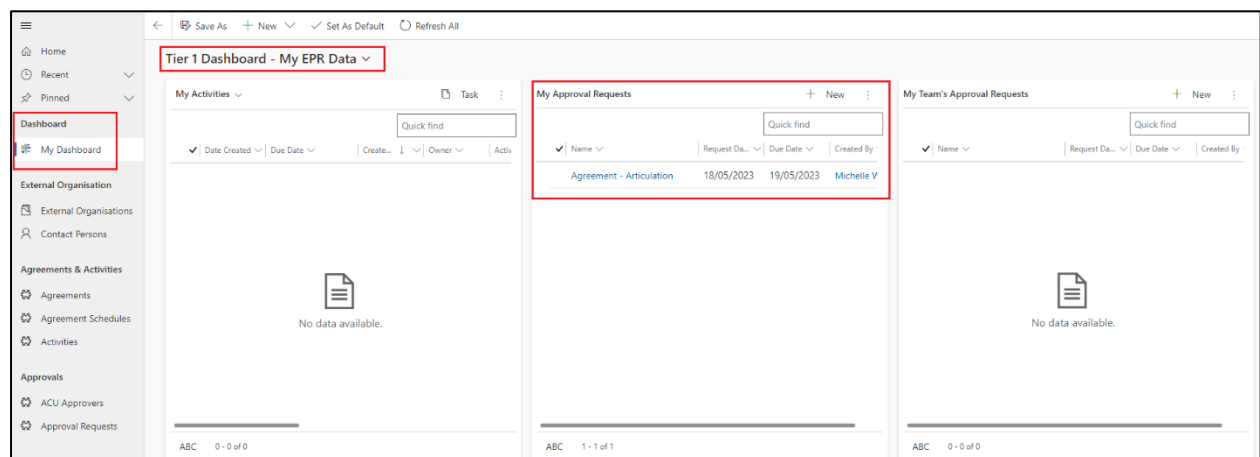 Save As New Set As Default Refresh All
Home
Recent
Pinned
Dashboard
My Dashboard
External Organisation
External Organisations
Contact Persons
Agreements & Activities
Agreements
Agreement Schedules
Activities
Approvals
ACU Approvers
Approval Requests
Tier 1 Dashboard - My EPR Data
My Activities Task
Quick find
Date Created Due Date Create... ↓ Owner Activ
No data available.
ABC 0 - 0 of 0
My Approval Requests New
Quick find
Name Request Da... Due Date Created By
Agreement - Articulation 18/05/2023 19/05/2023 Michelle W
ABC 1 - 1 of 1
My Team's Approval Requests New
Quick find
Name Request Da... Due Date Created By
No data available.
ABC 0 - 0 of 0